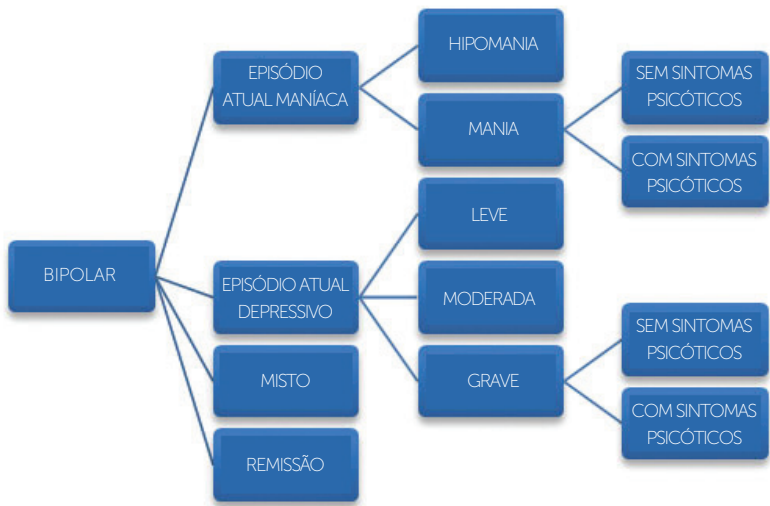 BIPOLAR
EPISÓDIO
ATUAL MANÍACA
HIPOMANIA
MANIA
SEM SINTOMAS
PSICÓTICOS
COM SINTOMAS
PSICÓTICOS
EPISÓDIO ATUAL
DEPRESSIVO
LEVE
MODERADA
GRAVE
SEM SINTOMAS
PSICÓTICOS
COM SINTOMAS
PSICÓTICOS
MISTO
REMISSÃO